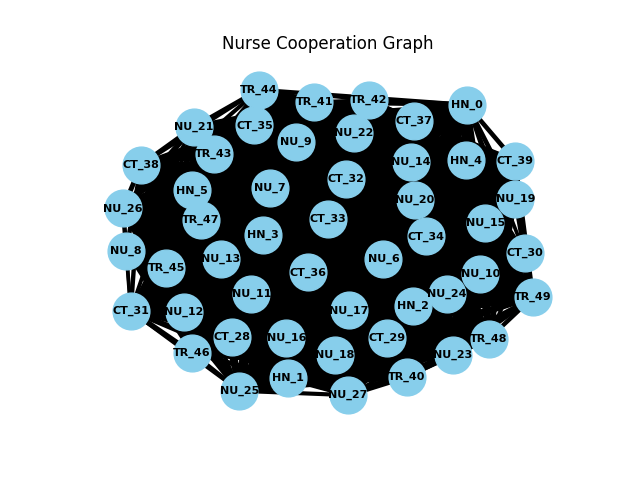 Nurse Cooperation Graph
TR_44
TR_41
TR_42
HN_0
NU_21
CT_35
CT_37
NU_22
NU_9
TR_43
CT_38
NU_14
HN_4
CT_39
CT_32
HN_5
NU_7
NU_20
NU_19
NU_26
TR_47
CT_33
NU_15
HN_3
CT_34
NU_8
CT_30
NU_13
NU_6
TR_45
CT_36
NU_10
NU_11
NU_24
TR_49
HN_2
CT_31
NU_12
NU_17
CT_28
NU_16
CT_29
TR_48
TR_46
NU_18
NU_23
HN_1
TR_40
NU_25
NU_27